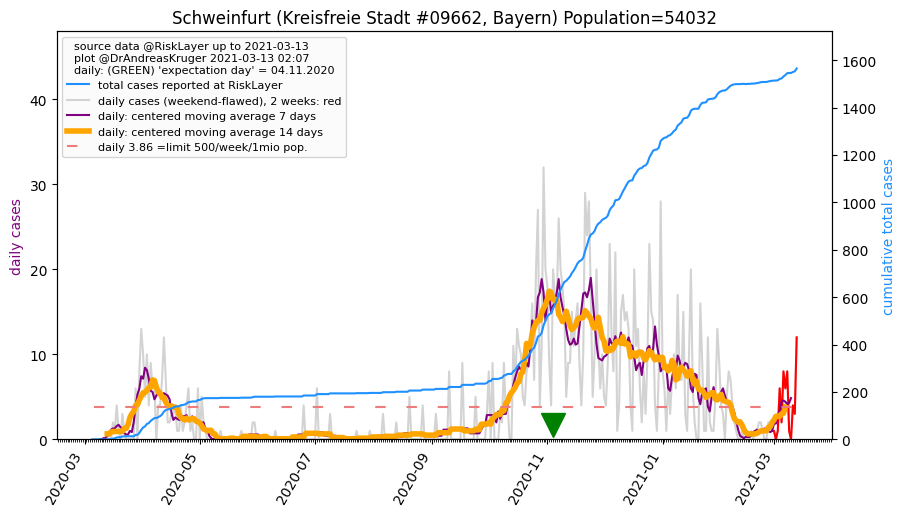 Schweinfurt (Kreisfreie Stadt #09662, Bayern) Population=54032
source data @RiskLayer up to 2021-03-13
plot @DrAndreasKruger 2021-03-13 02:07
daily: (GREEN) 'expectation day' = 04.11.2020
total cases reported at RiskLayer
daily cases (weekend-flawed), 2 weeks: red
daily: centered moving average 7 days
daily: centered moving average 14 days
daily 3.86 =limit 500/week/1mio pop.
daily cases
40
30
20
10
0
cumulative total cases
1600
1400
1200
1000
800
600
400
200
0
2020-03
2020-05
2020-07
2020-09
2020-11
2021-01
2021-03